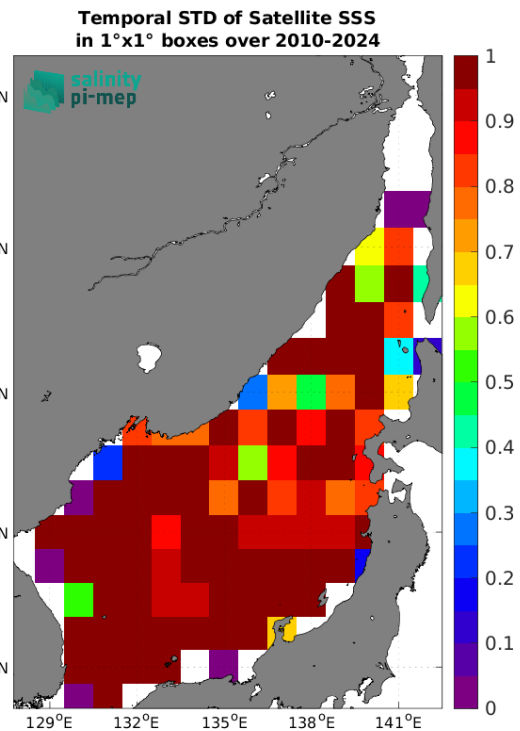 Temporal STD of Satellite SSS
in 1°x1° boxes over 2010-2024
salinity
pi-mep
N
N
N
N
N
1
0.9
0.8
0.7
0.6
0.5
0.4
0.3
0.2
0.1
0
129°E 132°E 135°E 138°E 141°E